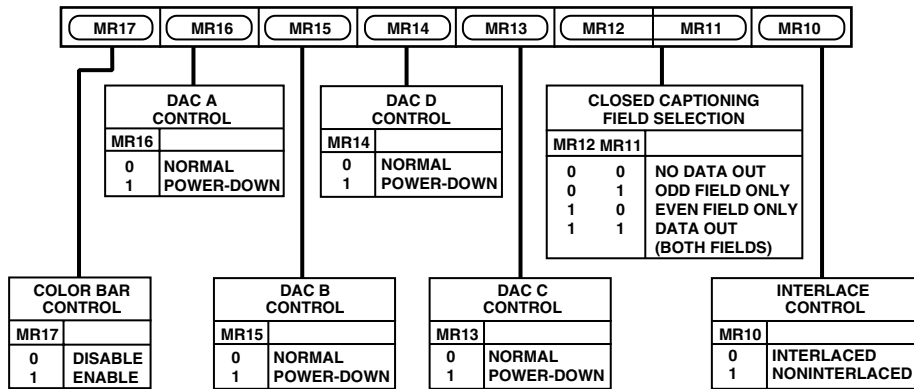 MR17 MR16 MR15 MR14 MR13 MR12 MR11 MR10
DAC A
CONTROL
MR16
0 NORMAL
1 POWER-DOWN
DAC D
CONTROL
MR14
0 NORMAL
1 POWER-DOWN
CLOSED CAPTIONING
FIELD SELECTION
MR12 MR11
0 0 NO DATA OUT
0 1 ODD FIELD ONLY
1 0 EVEN FIELD ONLY
1 1 DATA OUT
(BOTH FIELDS)
COLOR BAR
CONTROL
MR17
0 DISABLE
1 ENABLE
DAC B
CONTROL
MR15
0 NORMAL
1 POWER-DOWN
DAC C
CONTROL
MR13
0 NORMAL
1 POWER-DOWN
INTERLACE
CONTROL
MR10
0 INTERLACED
1 NONINTERLACED